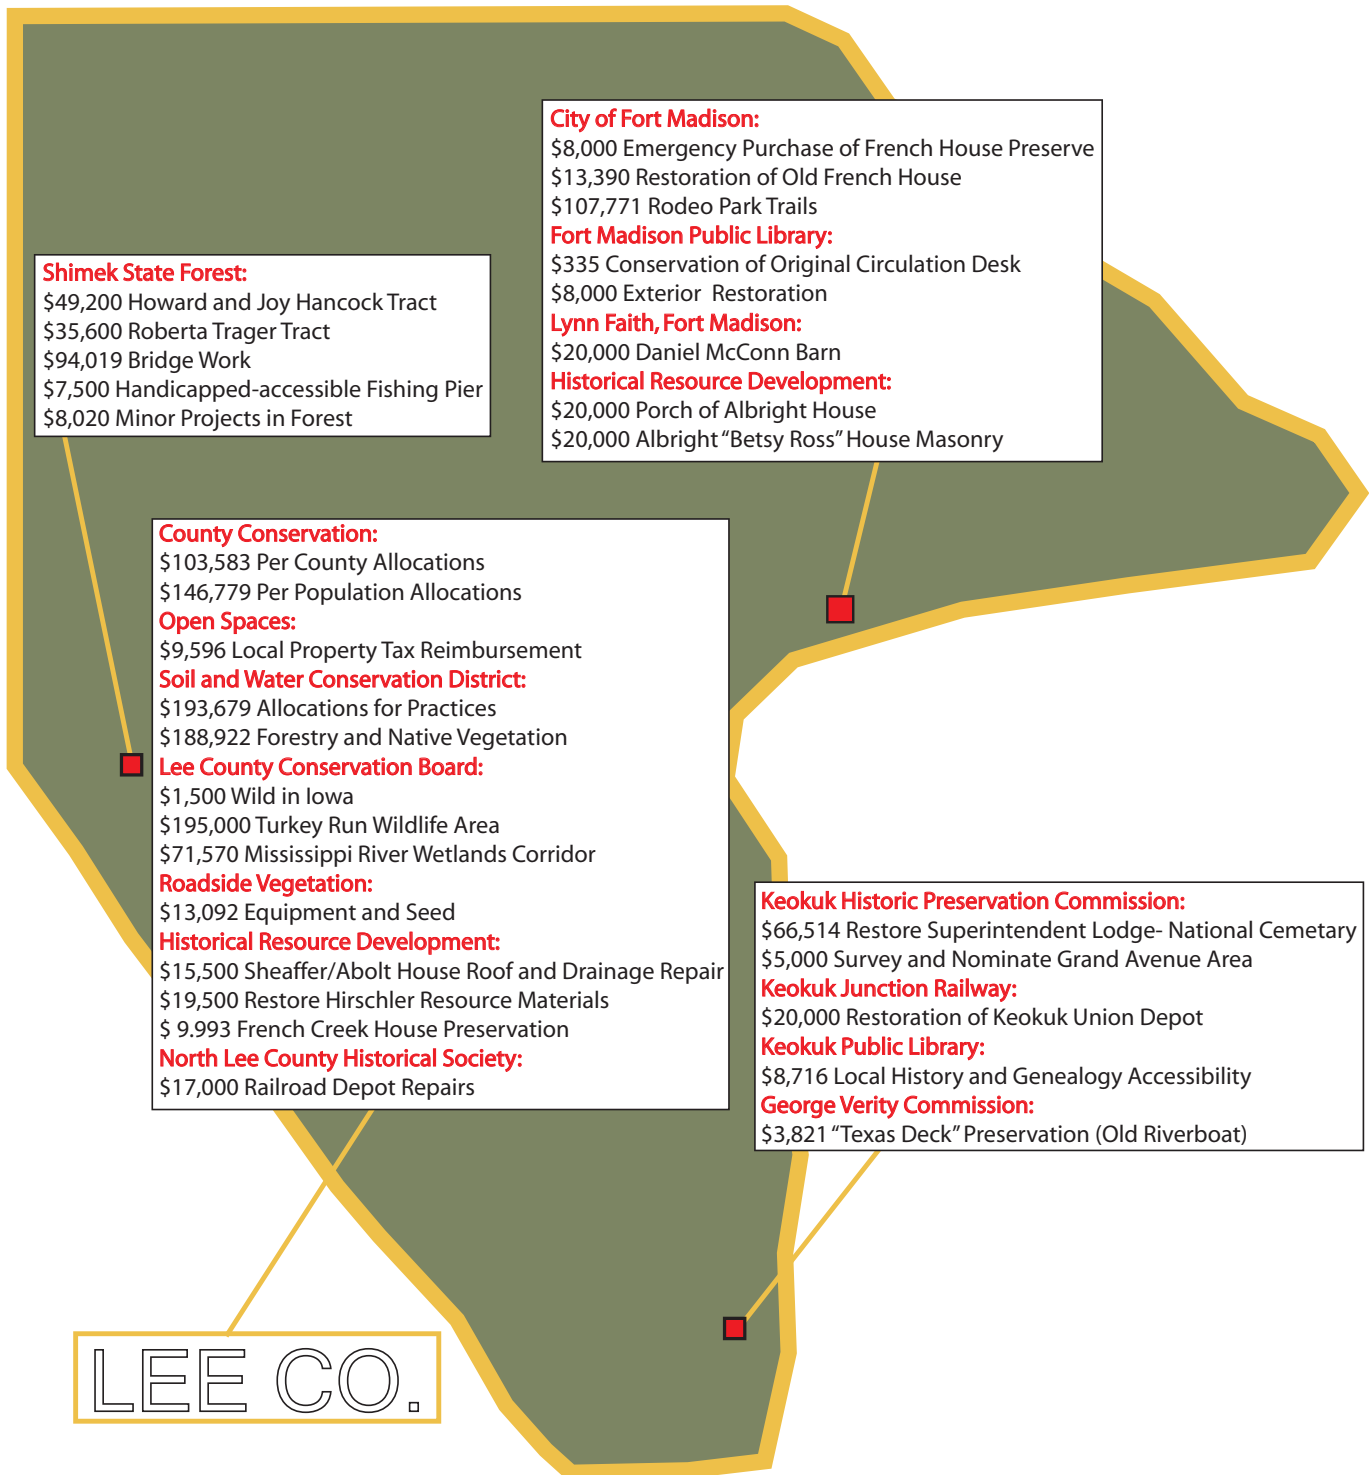 City of Fort Madison:
$8,000 Emergency Purchase of French House Preserve
$13,390 Restoration of Old French House
$107,771 Rodeo Park Trails
Fort Madison Public Library:
$335 Conservation of Original Circulation Desk
$8,000 Exterior Restoration
Lynn Faith, Fort Madison:
$20,000 Daniel McConn Barn
Historical Resource Development:
$20,000 Porch of Albright House
$20,000 Albright “Betsy Ross” House Masonry
Shimek State Forest:
$49,200 Howard and Joy Hancock Tract
$35,600 Roberta Trager Tract
$94,019 Bridge Work
$7,500 Handicapped-accessible Fishing Pier
$8,020 Minor Projects in Forest
County Conservation:
$103,583 Per County Allocations
$146,779 Per Population Allocations
Open Spaces:
$9,596 Local Property Tax Reimbursement
Soil and Water Conservation District:
$193,679 Allocations for Practices
$188,922 Forestry and Native Vegetation
Lee County Conservation Board:
$1,500 Wild in Iowa
$195,000 Turkey Run Wildlife Area
$71,570 Mississippi River Wetlands Corridor
Roadside Vegetation:
$13,092 Equipment and Seed
Historical Resource Development:
$15,500 Sheaffer/Abolt House Roof and Drainage Repair
$19,500 Restore Hirschler Resource Materials
$ 9.993 French Creek House Preservation
North Lee County Historical Society:
$17,000 Railroad Depot Repairs
Keokuk Historic Preservation Commission:
$66,514 Restore Superintendent Lodge- National Cemetary
$5,000 Survey and Nominate Grand Avenue Area
Keokuk Junction Railway:
$20,000 Restoration of Keokuk Union Depot
Keokuk Public Library:
$8,716 Local History and Genealogy Accessibility
George Verity Commission:
$3,821 “Texas Deck” Preservation (Old Riverboat)
LEE CO.